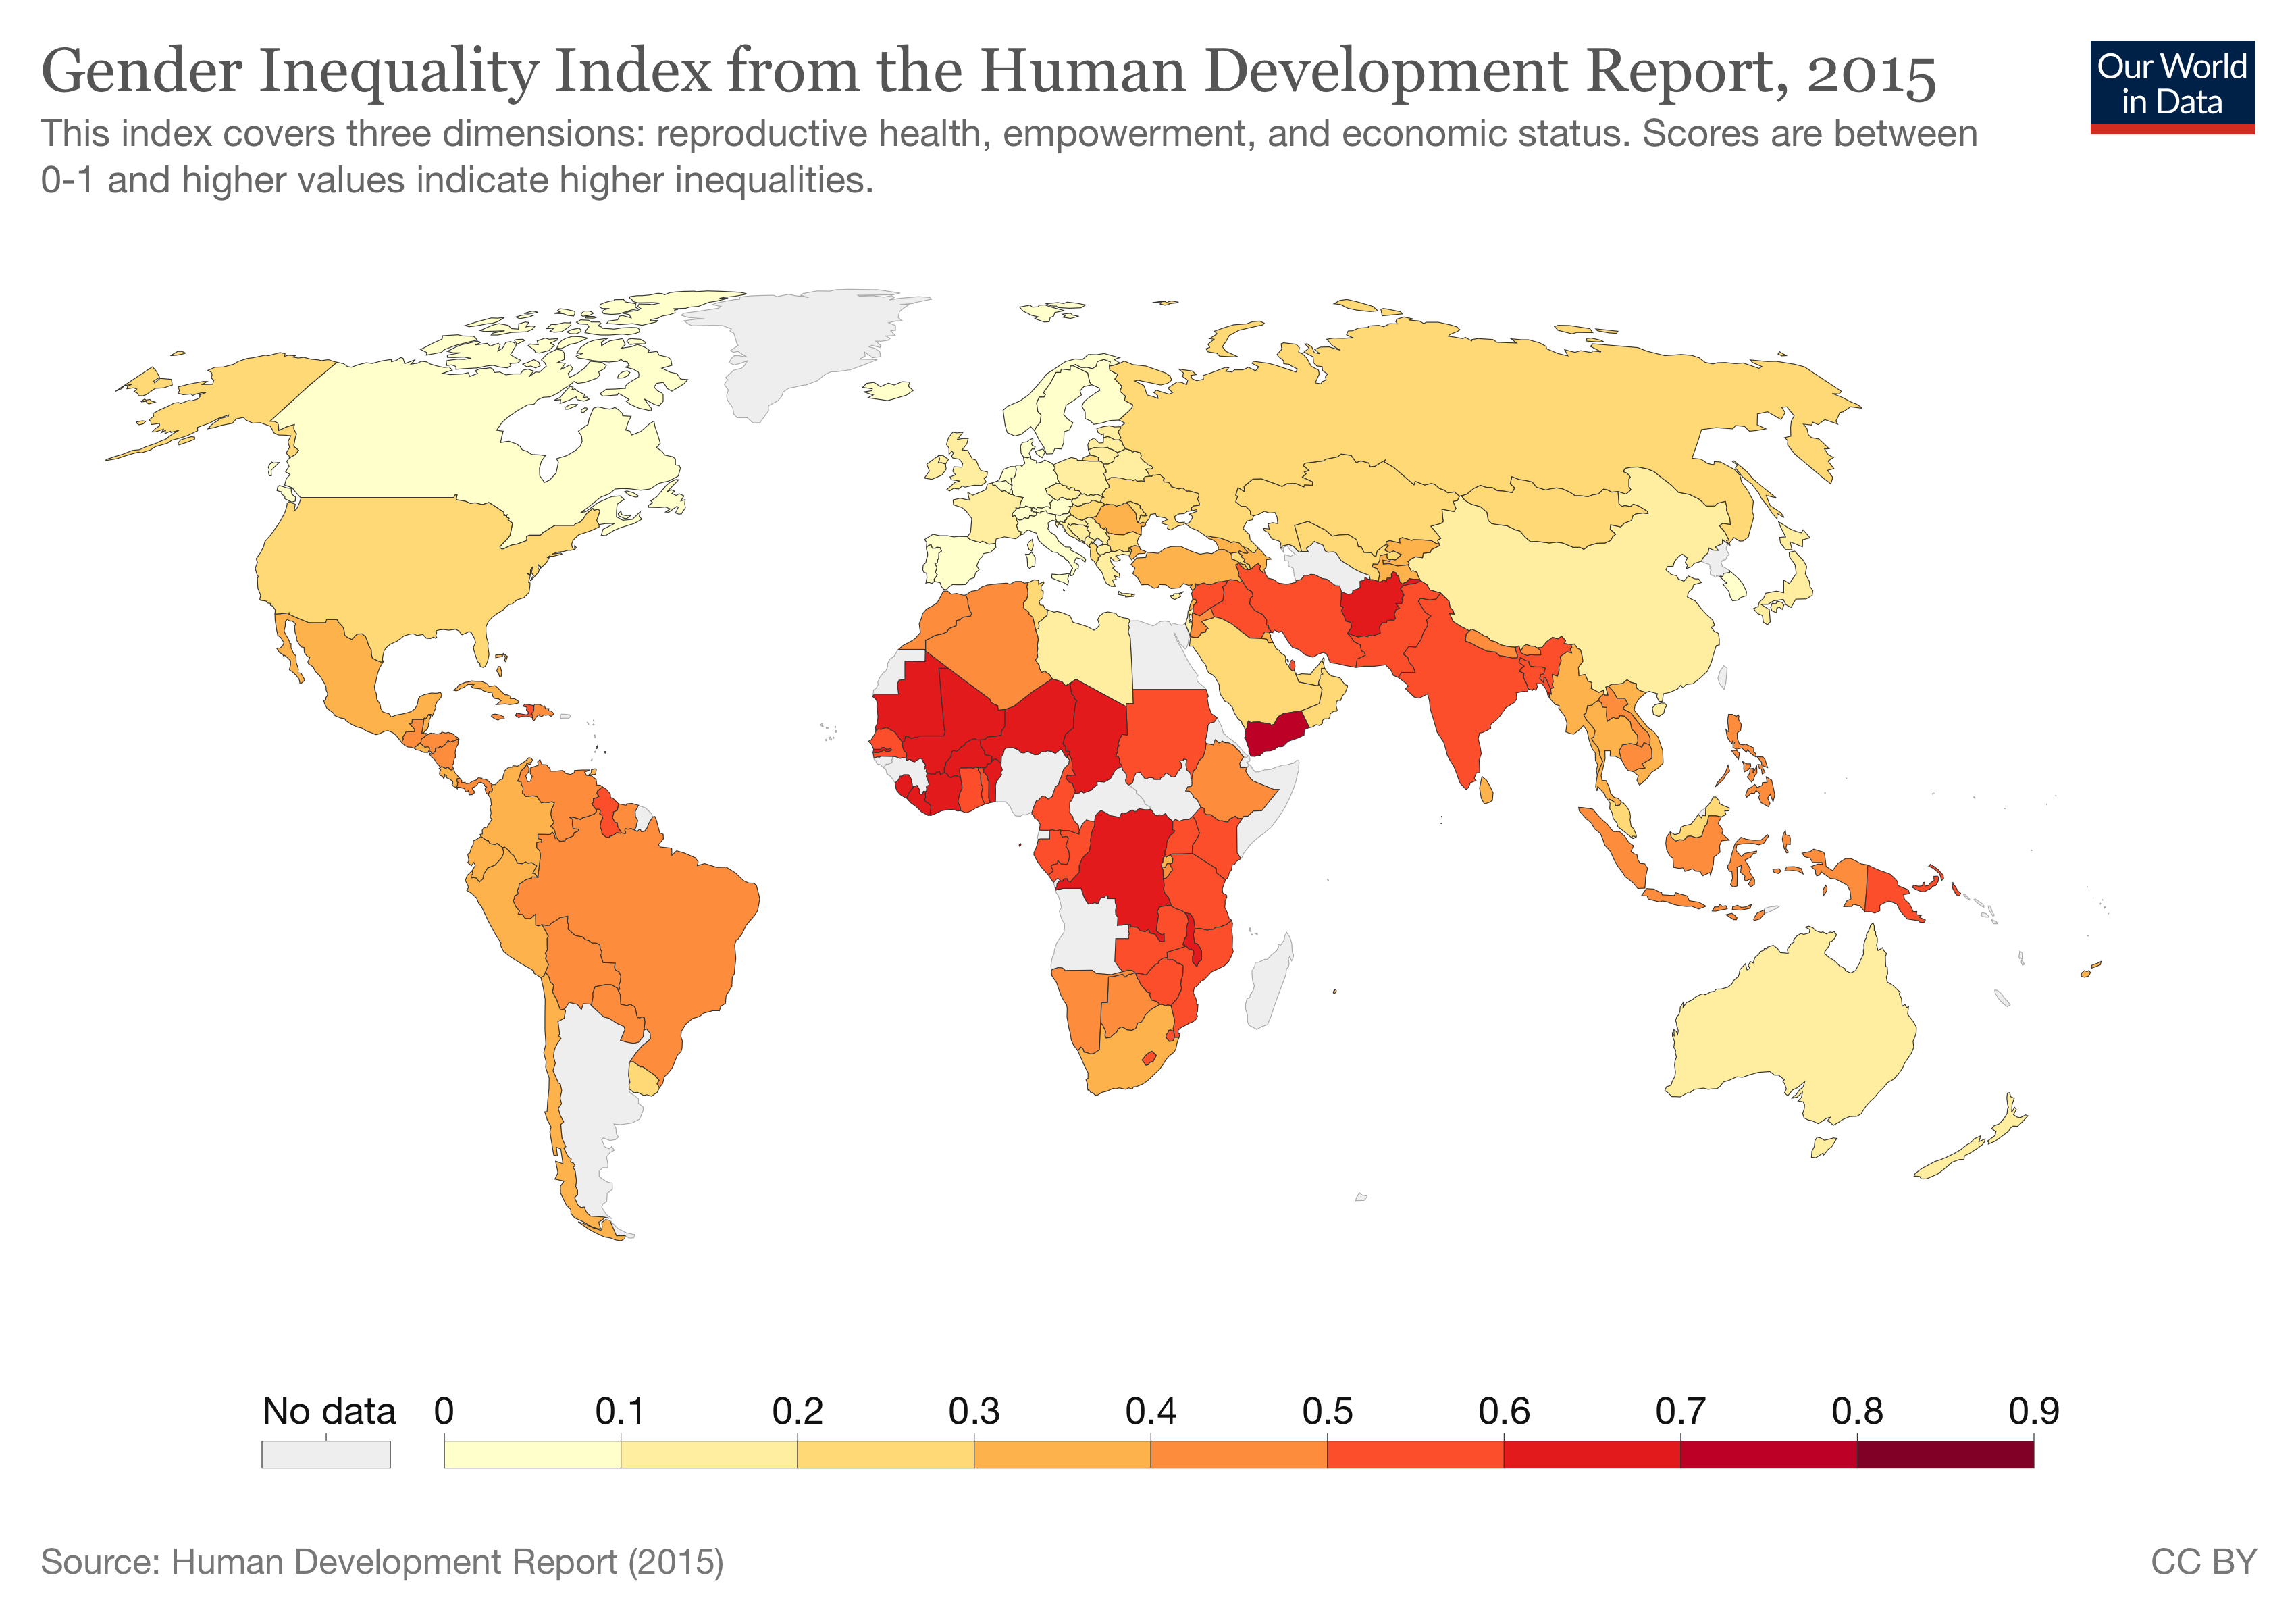 Gender Inequality Index from the Human Development Report, 2015
Our World
in Data
This index covers three dimensions: reproductive health, empowerment, and economic status. Scores are between
0-1 and higher values indicate higher inequalities.
No data 0 0.1 0.2 0.3 0.4 0.5 0.6 0.7 0.8 0.9
Source: Human Development Report (2015)
CC BY